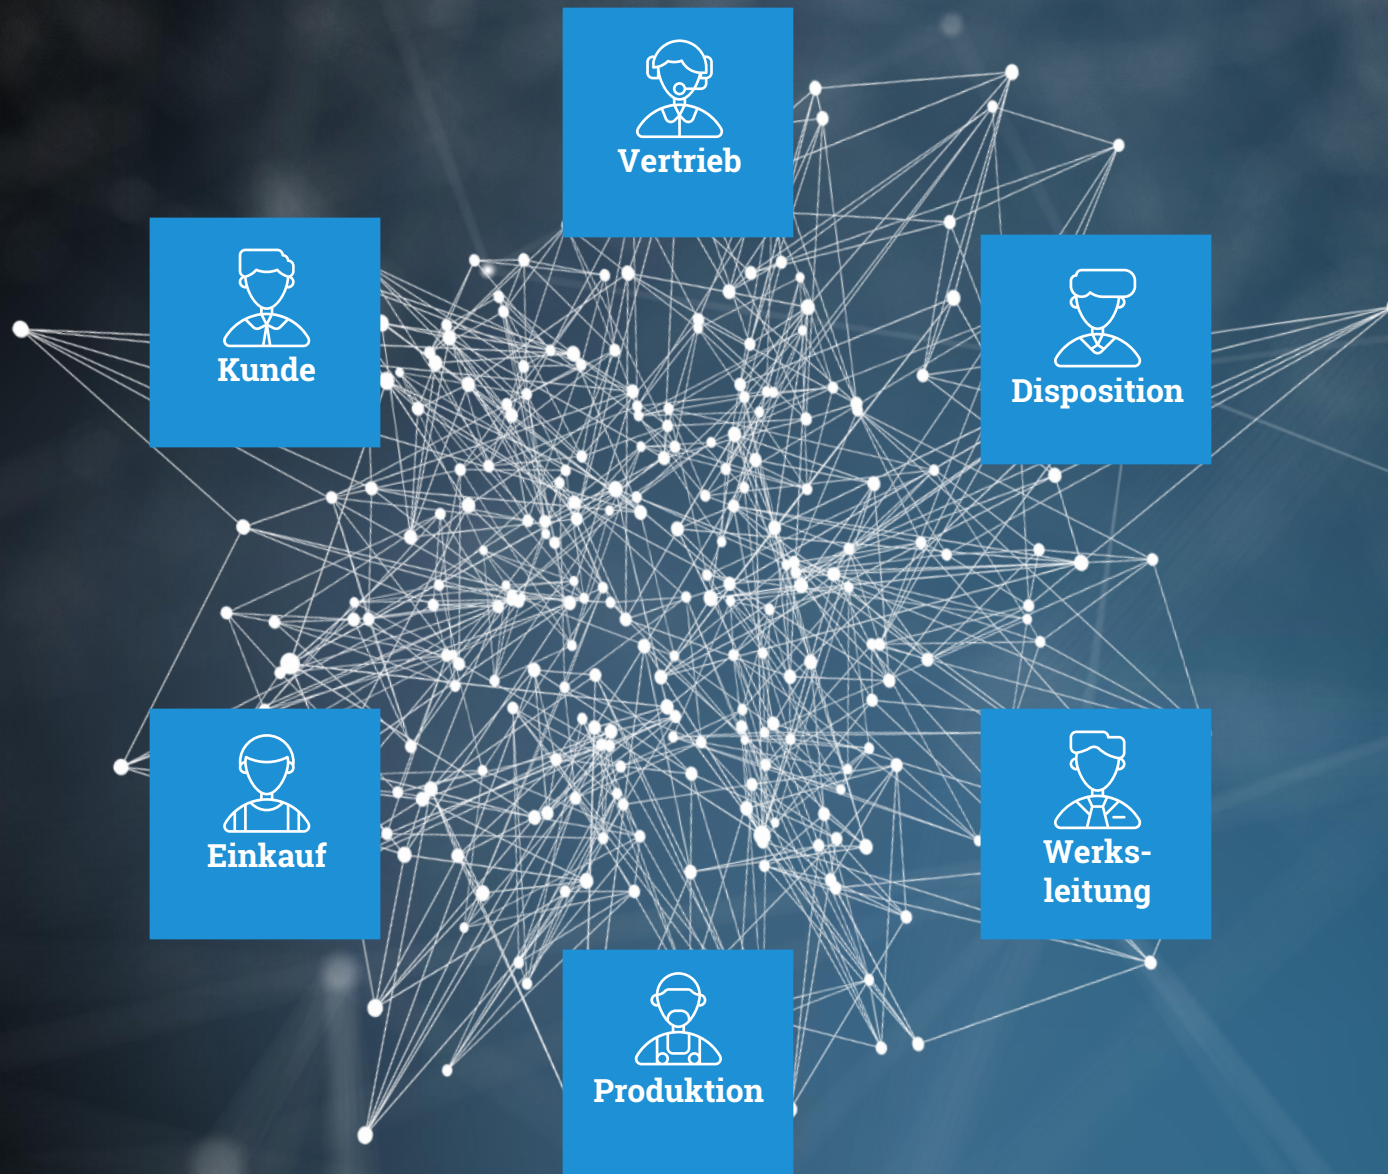 Vertrieb
Kunde
Disposition
Einkauf
Werks-
leitung
Produktion